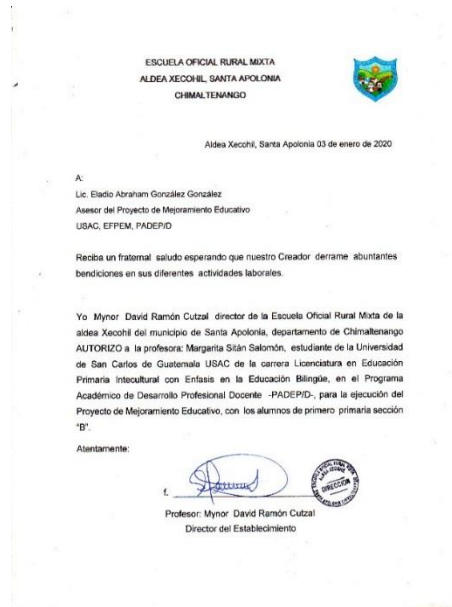 ESCUELA OFICIAL RURAL MIXTA
ALDEA XECOHIL, SANTA APOLONIA
CHIMALTENANGO
Aldea Xecohil, Santa Apolonia 03 de enero de 2020
A:
Lic. Eladio Abraham González González
Asesor del Proyecto de Mejoramiento Educativo
USAC, EFPEM, PADEP/D
Reciba un fraternal saludo esperando que nuestro Creador derrame abuntantes
bendiciones en sus diferentes actividades laborales.
Yo Mynor David Ramón Cutzal director de la Escuela Oficial Rural Mixta de la
aldea Xecohil del municipio de Santa Apolonia, departamento de Chimaltenango
AUTORIZO a la profesora: Margarita Sitán Salomón, estudiante de la Universidad
de San Carlos de Guatemala USAC de la carrera Licenciatura en Educación
Primaria Intecultural con Enfasis en la Educación Bilingüe, en el Programa
Académico de Desarrollo Profesional Docente -PADEP/D-, para la ejecución del
Proyecto de Mejoramiento Educativo, con los alumnos de primero primaria sección
"B".
Atentamente:
f.
DIRECCION
Profesor: Mynor David Ramón Cutzal
Director del Establecimiento